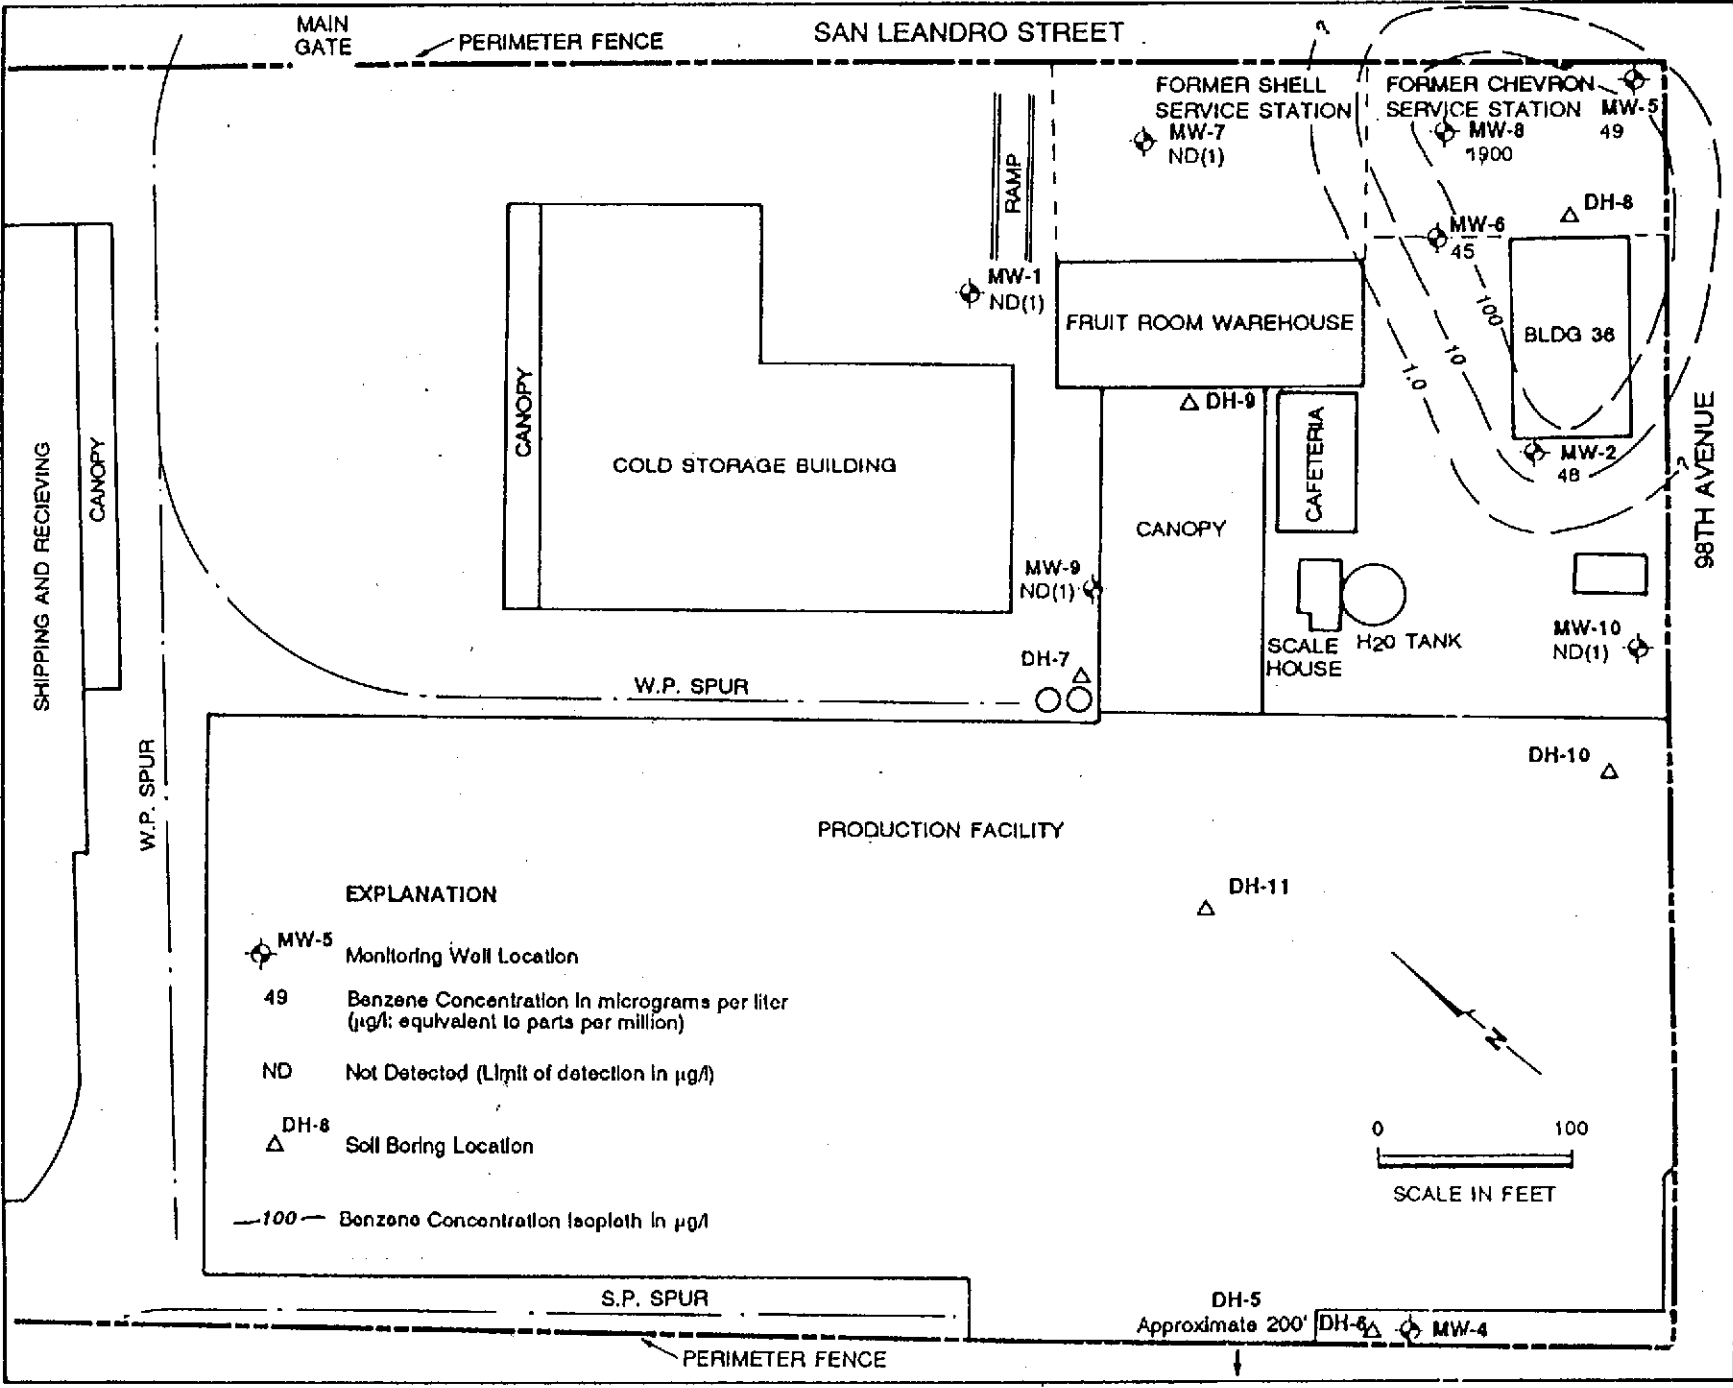 MAIN
GATE
PERIMETER FENCE
SAN LEANDRO STREET
?
FORMER SHELL
SERVICE STATION
FORMER CHEVRON
SERVICE STATION
MW-5
49
MW-7
ND(1)
MW-8
1900
RAMP
DH-8
MW-6
45
MW-1
ND(1)
FRUIT ROOM WAREHOUSE
100
10
1.0
BLDG 36
CANOPY
DH-9
CAFETERIA
98TH AVENUE
SHIPPING AND RECIEVING
CANOPY
COLD STORAGE BUILDING
MW-2
48
?
CANOPY
MW-9
ND(1)
SCALE
HOUSE
H20 TANK
MW-10
ND(1)
DH-7
W.P. SPUR
W.P. SPUR
DH-10
PRODUCTION FACILITY
DH-11
EXPLANATION
MW-5
Monitoring Well Location
49
Benzene Concentration in micrograms per liter
(µg/l: equivalent to parts per million)
ND
Not Detected (Limit of detection in µg/l)
DH-8
Soil Boring Location
100
Benzene Concentration Isopleth in µg/l
N
0 100
SCALE IN FEET
S.P. SPUR
DH-5
Approximate 200'
DH-6
MW-4
PERIMETER FENCE